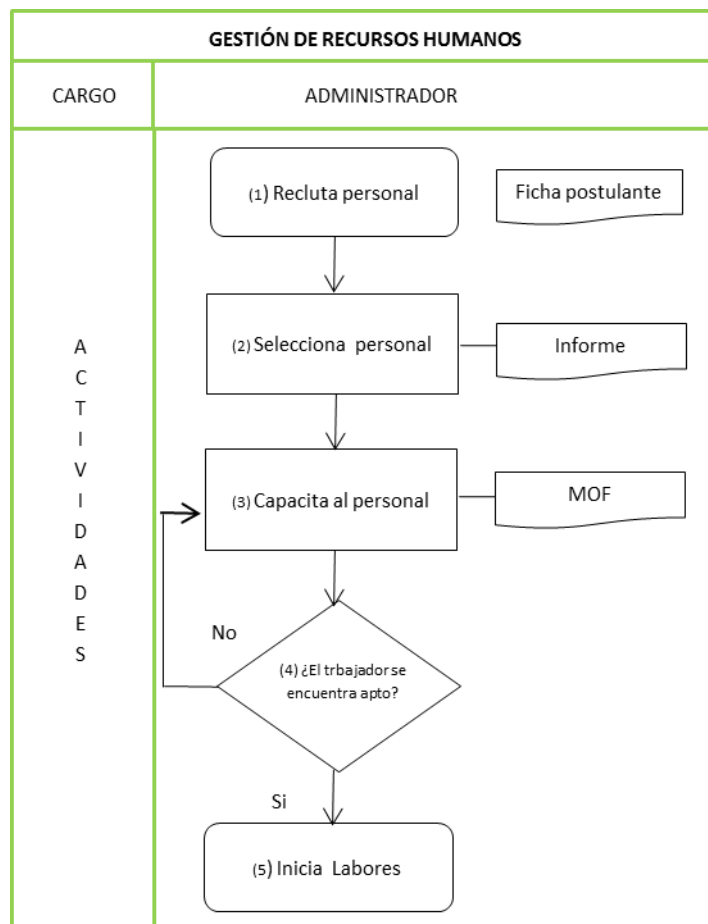 GESTIÓN DE RECURSOS HUMANOS
CARGO
ADMINISTRADOR
A
C
T
I
V
I
D
A
D
E
S
(1) Recluta personal
Ficha postulante
(2) Selecciona personal
Informe
(3) Capacita al personal
MOF
No
(4) ¿El trbajador se
encuentra apto?
Si
(5) Inicia Labores